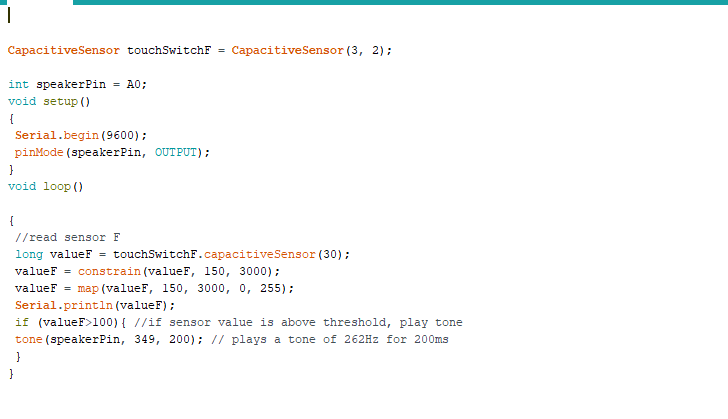 CapacitiveSensor touchSwitchF = CapacitiveSensor(3, 2);
int speakerPin = A0;
void setup()
{
Serial.begin(9600);
pinMode(speakerPin, OUTPUT);
}
void loop()
{
//read sensor F
long valueF = touchSwitchF.capacitiveSensor(30);
valueF = constrain(valueF, 150, 3000);
valueF = map(valueF, 150, 3000, 0, 255);
Serial.println(valueF);
if (valueF>100){ //if sensor value is above threshold, play tone
tone(speakerPin, 349, 200); // plays a tone of 262Hz for 200ms
}
}